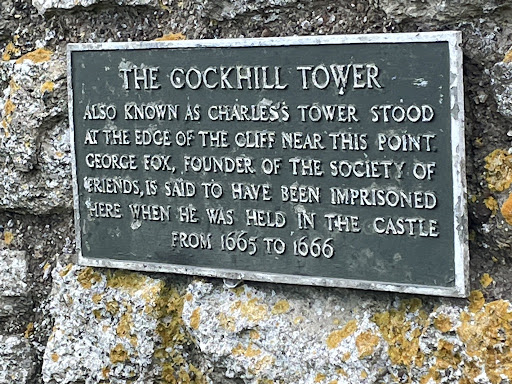 THE COCKHILL TOWER
ALSO KNOWN AS CHARLES'S TOWER STOOD
AT THE EDGE OF THE CLIFF NEAR THIS POINT.
GEORGE FOX, FOUNDER OF THE SOCIETY OF
FRIENDS, IS SAID TO HAVE BEEN IMPRISONED
HERE WHEN HE WAS HELD IN THE CASTLE
FROM 1665 TO 1666